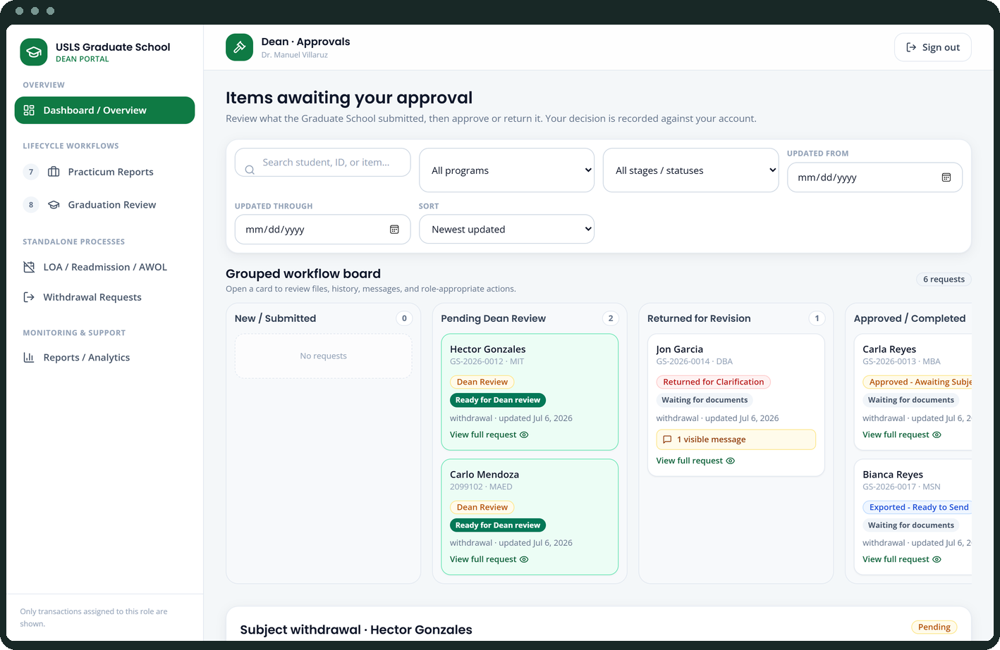 USLS Graduate School
DEAN PORTAL
OVERVIEW
Dashboard / Overview
LIFECYCLE WORKFLOWS
7 Practicum Reports
8 Graduation Review
STANDALONE PROCESSES
LOA / Readmission / AWOL
Withdrawal Requests
MONITORING & SUPPORT
Reports / Analytics
Only transactions assigned to this role are
shown.
Dean · Approvals
Dr. Manuel Villaruz
Sign out
Items awaiting your approval
Review what the Graduate School submitted, then approve or return it. Your decision is recorded against your account.
Search student, ID, or item...
All programs
All stages / statuses
UPDATED FROM
mm/dd/yyyy
UPDATED THROUGH
mm/dd/yyyy
SORT
Newest updated
Grouped workflow board
Open a card to review files, history, messages, and role-appropriate actions.
6 requests
New / Submitted 0
No requests
Pending Dean Review 2
Hector Gonzales
GS-2026-0012 · MIT
Dean Review
Ready for Dean review
withdrawal · updated Jul 6, 2026
View full request
Carlo Mendoza
2099102 · MAED
Dean Review
Ready for Dean review
withdrawal · updated Jul 6, 2026
View full request
Returned for Revision 1
Jon Garcia
GS-2026-0014 · DBA
Returned for Clarification
Waiting for documents
withdrawal · updated Jul 6, 2026
1 visible message
View full request
Approved / Completed
Carla Reyes
GS-2026-0013 · MBA
Approved - Awaiting Subje
Waiting for documents
withdrawal · updated Jul 6, 2
View full request
Bianca Reyes
GS-2026-0017 · MSN
Exported - Ready to Send
Waiting for documents
withdrawal · updated Jul 6, 2
View full request
Subject withdrawal · Hector Gonzales
Pending